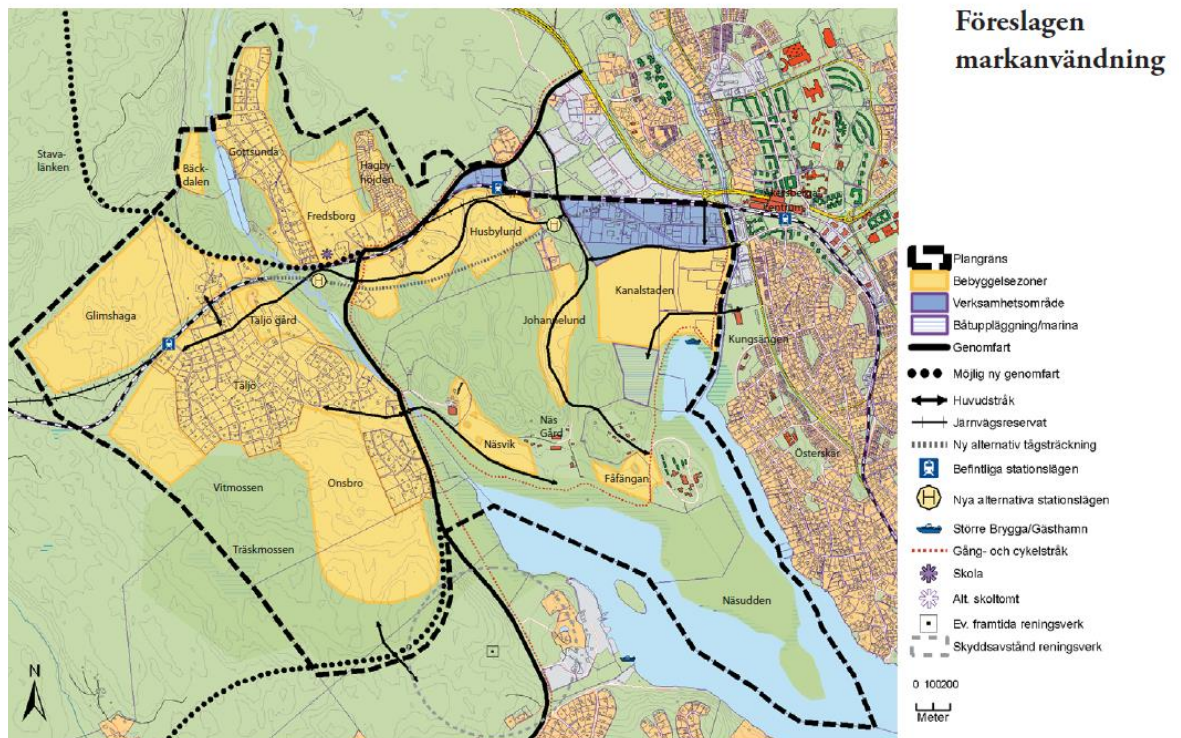 Föreslagen
markanvändning
Stava-
länken
Bäck-
dalen
Gottsunda
Hagby-
höjden
Fredsborg
Husbylund
Åkersberga
centrum
Glimshaga
Täljö gård
Johannelund
Kanalstaden
Kungsängen
Täljö
Näs
Gård
Näsvik
Fåfängan
Österskär
Vitmossen
Onsbro
Träskmossen
Näsudden
N
Plangräns
Bebyggelsezoner
Verksamhetsområde
Båtuppläggning/marina
Genomfart
Möjlig ny genomfart
Huvudstråk
Järnvägsreservat
Ny alternativ tågsträckning
Befintliga stationslägen
H
Nya alternativa stationslägen
Större Brygga/Gästhamn
Gång- och cykelstråk
Skola
Alt. skoltomt
Ev. framtida reningsverk
Skyddsavstånd reningsverk
0 100200
Meter